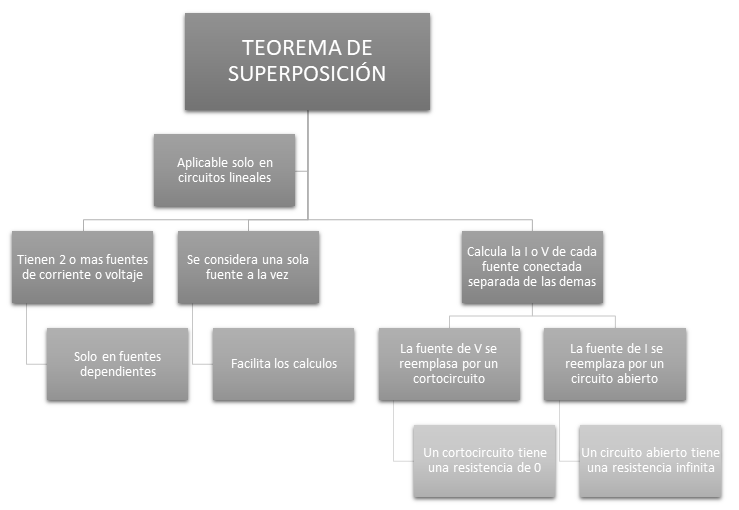 TEOREMA DE
SUPERPOSICIÓN
Aplicable solo en
circuitos lineales
Tienen 2 o mas fuentes
de corriente o voltaje
Se considera una sola
fuente a la vez
Calcula la I o V de cada
fuente conectada
separada de las demas
Solo en fuentes
dependientes
Facilita los calculos
La fuente de V se
reemplasa por un
cortocircuito
La fuente de I se
reemplaza por un
circuito abierto
Un cortocircuito tiene
una resistencia de 0
Un circuito abierto tiene
una resistencia infinita